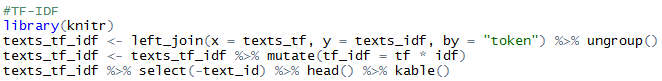 #TF-IDF
library(knitr)
texts_tf_idf <- left_join(x = texts_tf, y = texts_idf, by = "token") %>% ungroup()
texts_tf_idf <- texts_tf_idf %>% mutate(tf_idf = tf * idf)
texts_tf_idf %>% select(-text_id) %>% head() %>% kable()